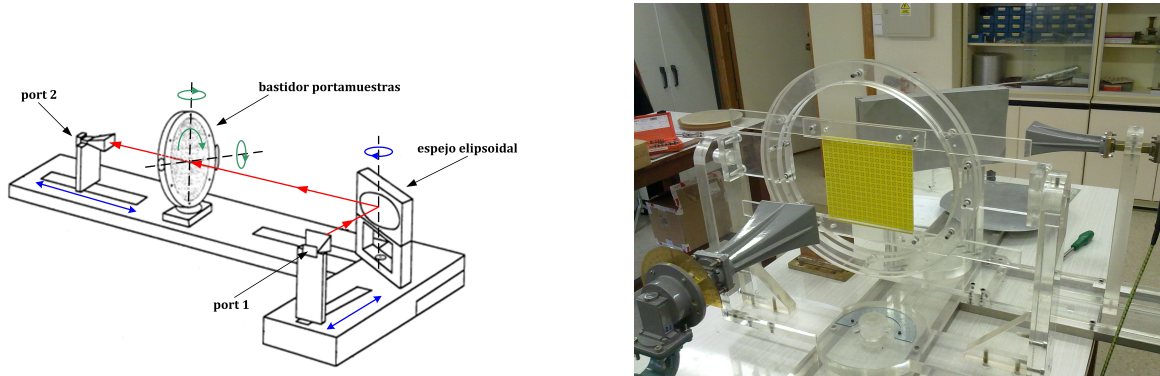 bastidor portamuestras
port 2
espejo elipsoidal
port 1